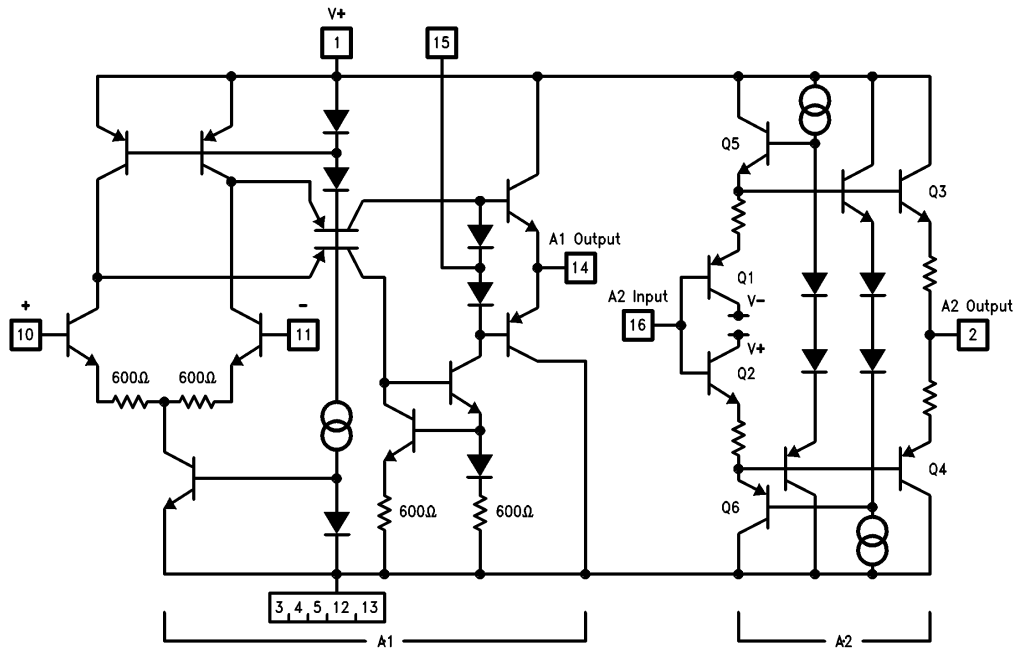 V+
1
15
Q5
Q3
A1 Output
14
Q1
V-
V+
A2 Input
16
A2 Output
2
+
10
-
11
Q2
600Ω
600Ω
Q4
Q6
600Ω
600Ω
3 4 5 12 13
A1
A2